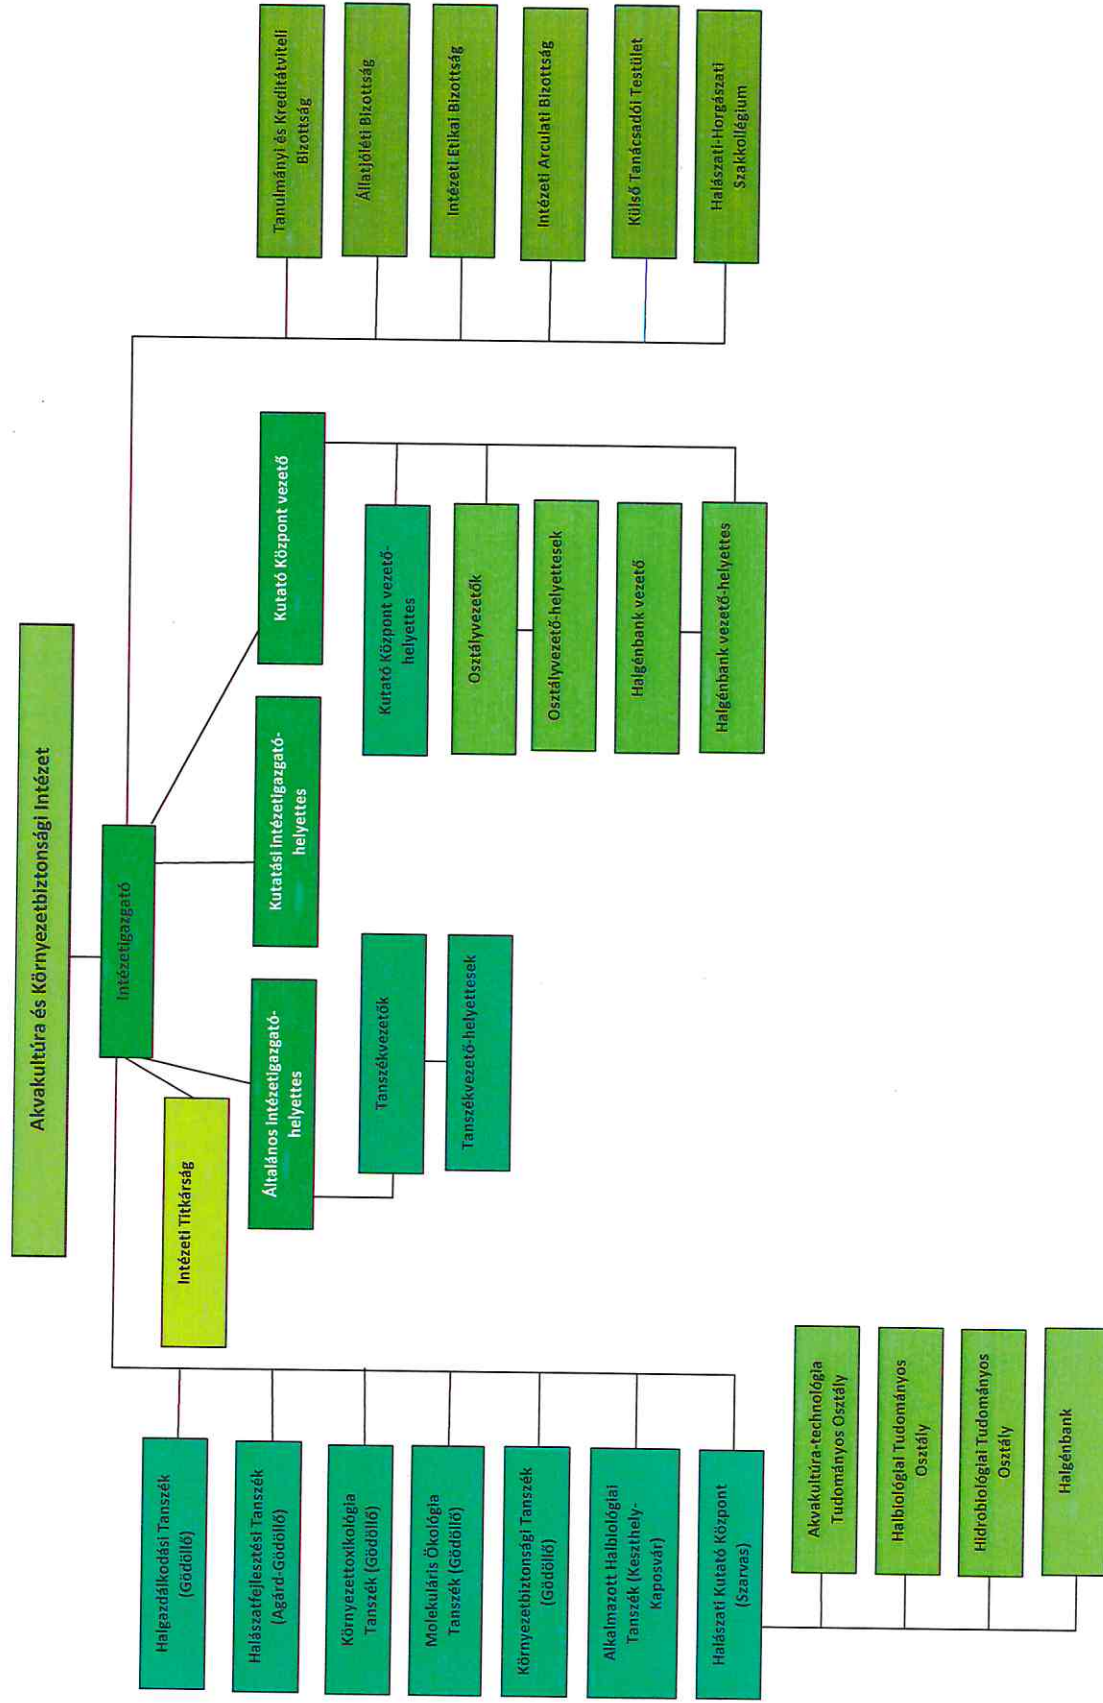 Akvakultúra és Környezetbiztonsági Intézet
Intézetigazgató
Intézeti Titkárság
Általános Intézetigazgató-
helyettes
Kutatási intézetigazgató-
helyettes
Kutató Központ vezető
Tanszékvezetők
Tanszékvezető-helyettesek
Kutató Központ vezető-
helyettes
Osztályvezetők
Osztályvezető-helyettesek
Halgénbank vezető
Halgénbank vezető-helyettes
Halgazdálkodási Tanszék
(Gödöllő)
Halászatfejlesztési Tanszék
(Agárd-Gödöllő)
Környezettoxikológia
Tanszék (Gödöllő)
Molekuláris Ökológia
Tanszék (Gödöllő)
Környezetbiztonsági Tanszék
(Gödöllő)
Alkalmazott Halbiológiai
Tanszék (Keszthely-
Kaposvár)
Halászati Kutató Központ
(Szarvas)
Akvakultúra-technológia
Tudományos Osztály
Halbiológiai Tudományos
Osztály
Hidrobiológiai Tudományos
Osztály
Halgénbank
Tanulmányi és Kreditátviteli
Bizottság
Állatjóléti Bizottság
Intézeti Etikai Bizottság
Intézeti Arculati Bizottság
Külső Tanácsadói Testület
Halászati-Horgászati
Szakkollégium